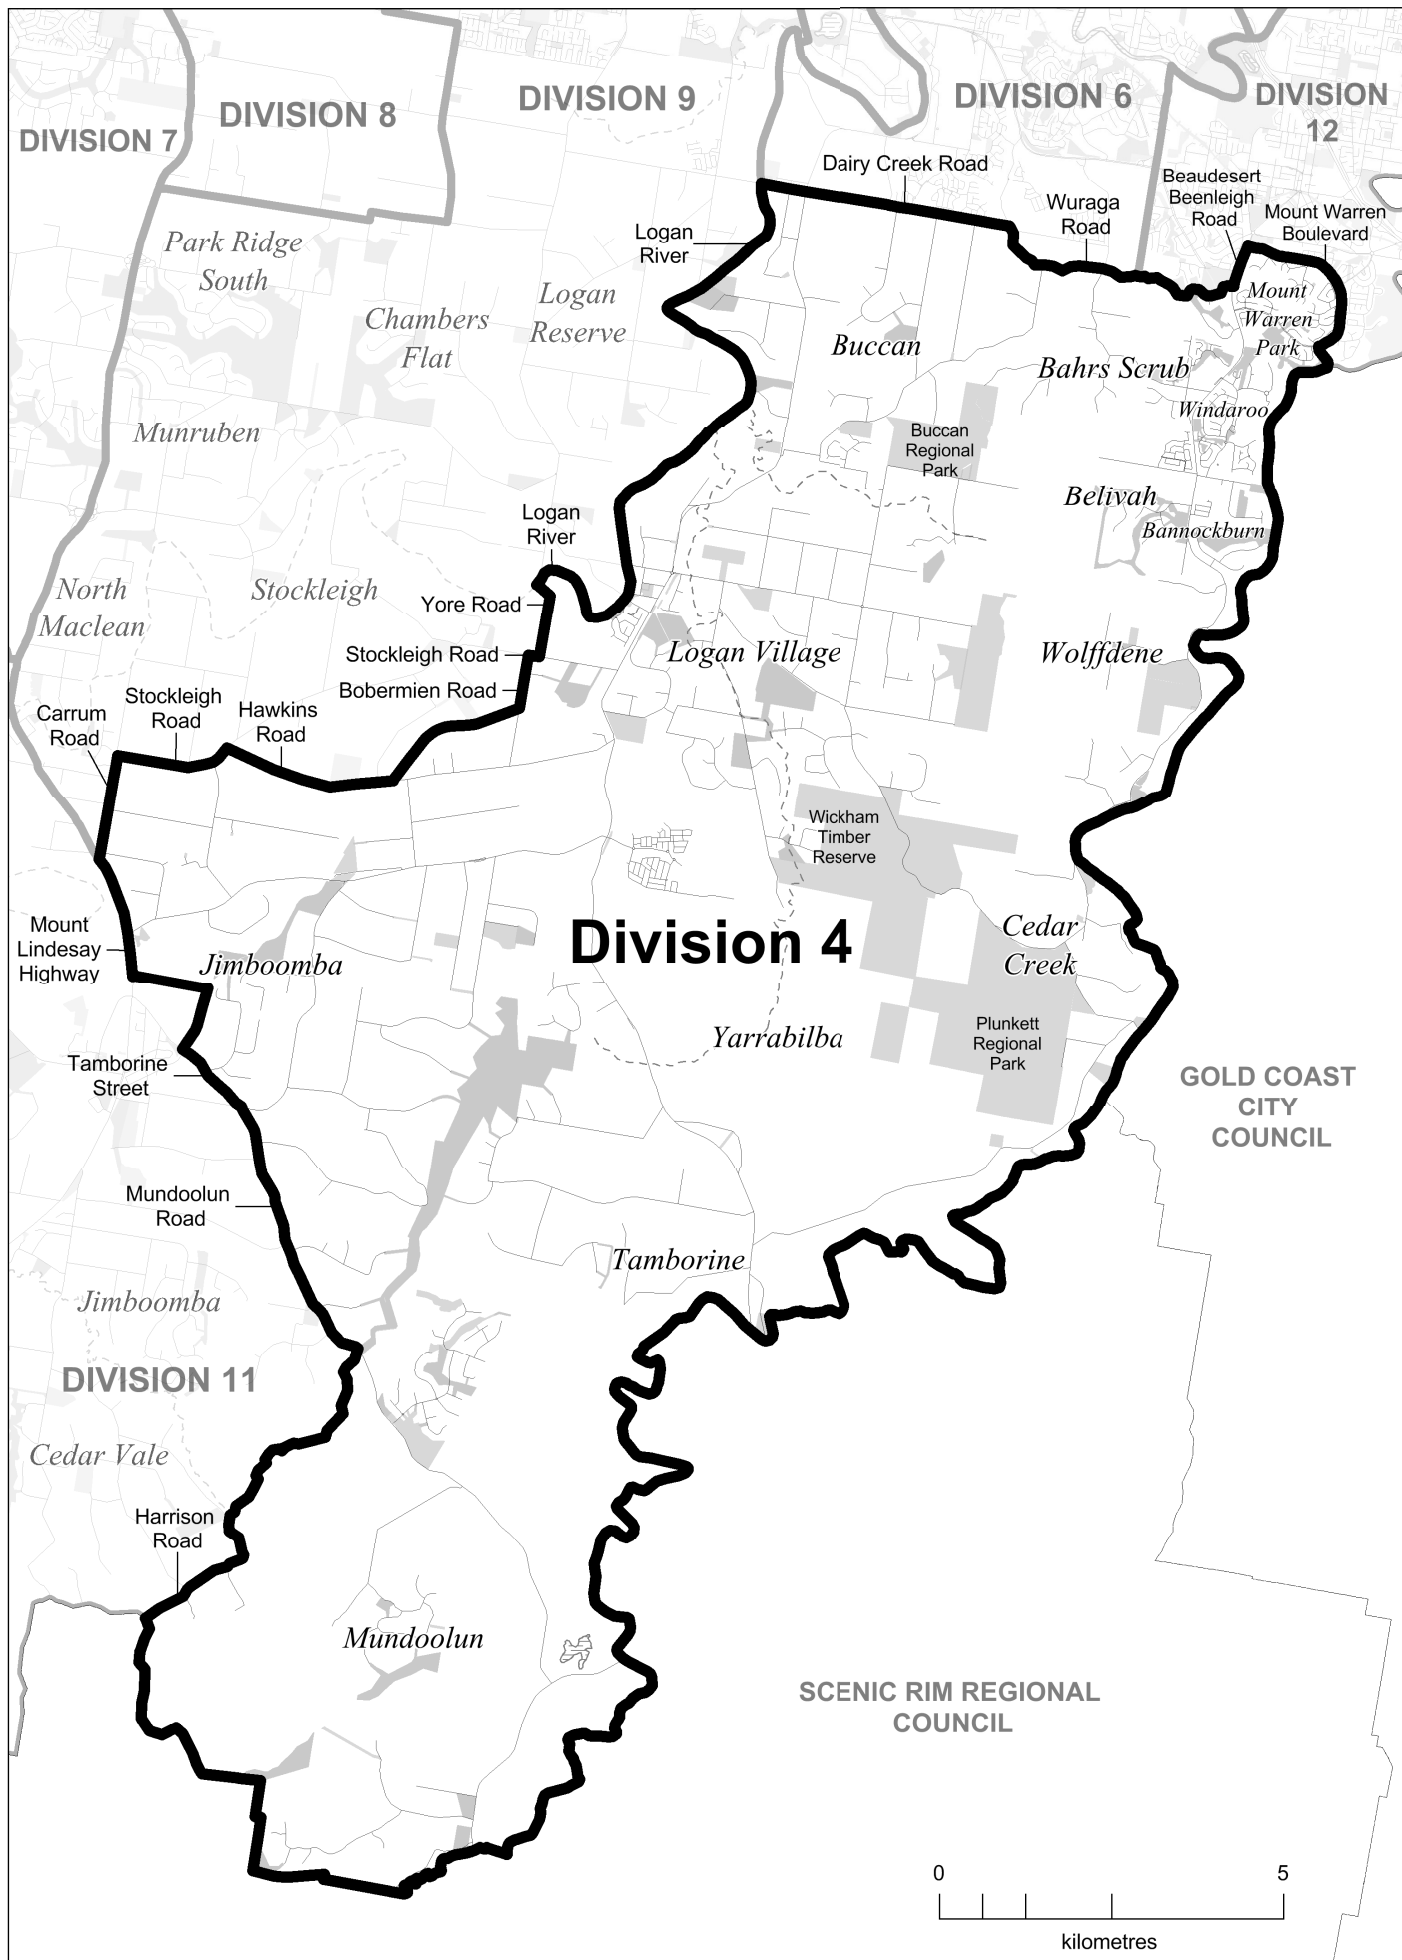 DIVISION 7
DIVISION 8
DIVISION 9
DIVISION 6
DIVISION
12
Dairy Creek Road
Wuraga
Road
Beaudesert
Beenleigh
Road
Mount Warren
Boulevard
Logan
River
Park Ridge
South
Chambers
Flat
Logan
Reserve
Mount
Warren
Park
Buccan
Bahrs Scrub
Windaroo
Munruben
Buccan
Regional
Park
Belivah
Bannockburn
Logan
River
North
Maclean
Stockleigh
Yore Road
Stockleigh Road
Bobermien Road
Logan Village
Wolffdene
Carrum
Road
Stockleigh
Road
Hawkins
Road
Wickham
Timber
Reserve
Mount
Lindesay
Highway
Jimboomba
Division 4
Cedar
Creek
Yarrabilba
Plunkett
Regional
Park
Tamborine
Street
GOLD COAST
CITY
COUNCIL
Mundoolun
Road
Tamborine
Jimboomba
DIVISION 11
Cedar Vale
Harrison
Road
Mundoolun
SCENIC RIM REGIONAL
COUNCIL
0 5
kilometres